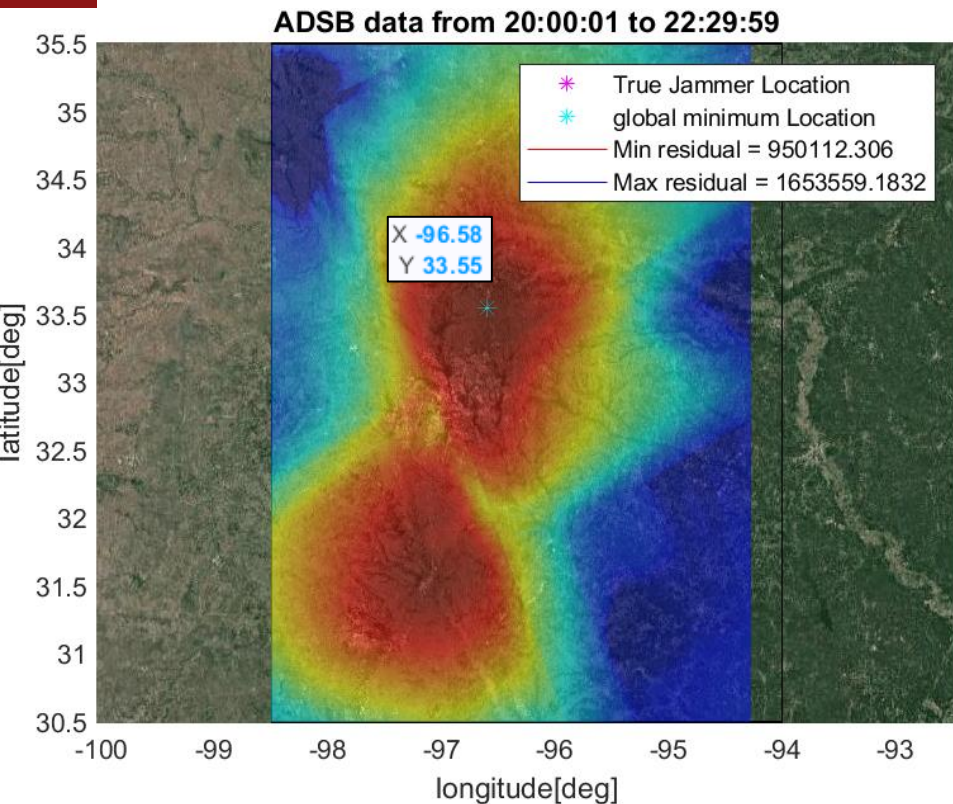 ADSB data from 20:00:01 to 22:29:59
True Jammer Location
global minimum Location
Min residual = 950112.306
Max residual = 1653559.1832
X -96.58
Y 33.55
latitude[deg]
35.5
35
34.5
34
33.5
33
32.5
32
31.5
31
30.5
-100 -99 -98 -97 -96 -95 -94 -93
longitude[deg]